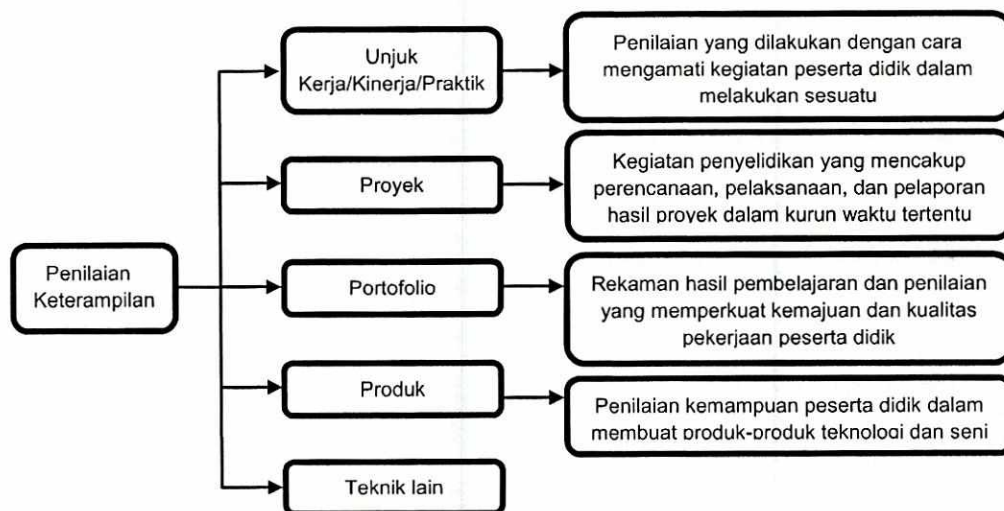 Penilaian
Keterampilan
Unjuk
Kerja/Kinerja/Praktik
Penilaian yang dilakukan dengan cara
mengamati kegiatan peserta didik dalam
melakukan sesuatu
Proyek
Kegiatan penyelidikan yang mencakup
perencanaan, pelaksanaan, dan pelaporan
hasil proyek dalam kurun waktu tertentu
Portofolio
Rekaman hasil pembelajaran dan penilaian
yang memperkuat kemajuan dan kualitas
pekerjaan peserta didik
Produk
Penilaian kemampuan peserta didik dalam
membuat produk-produk teknologi dan seni
Teknik lain